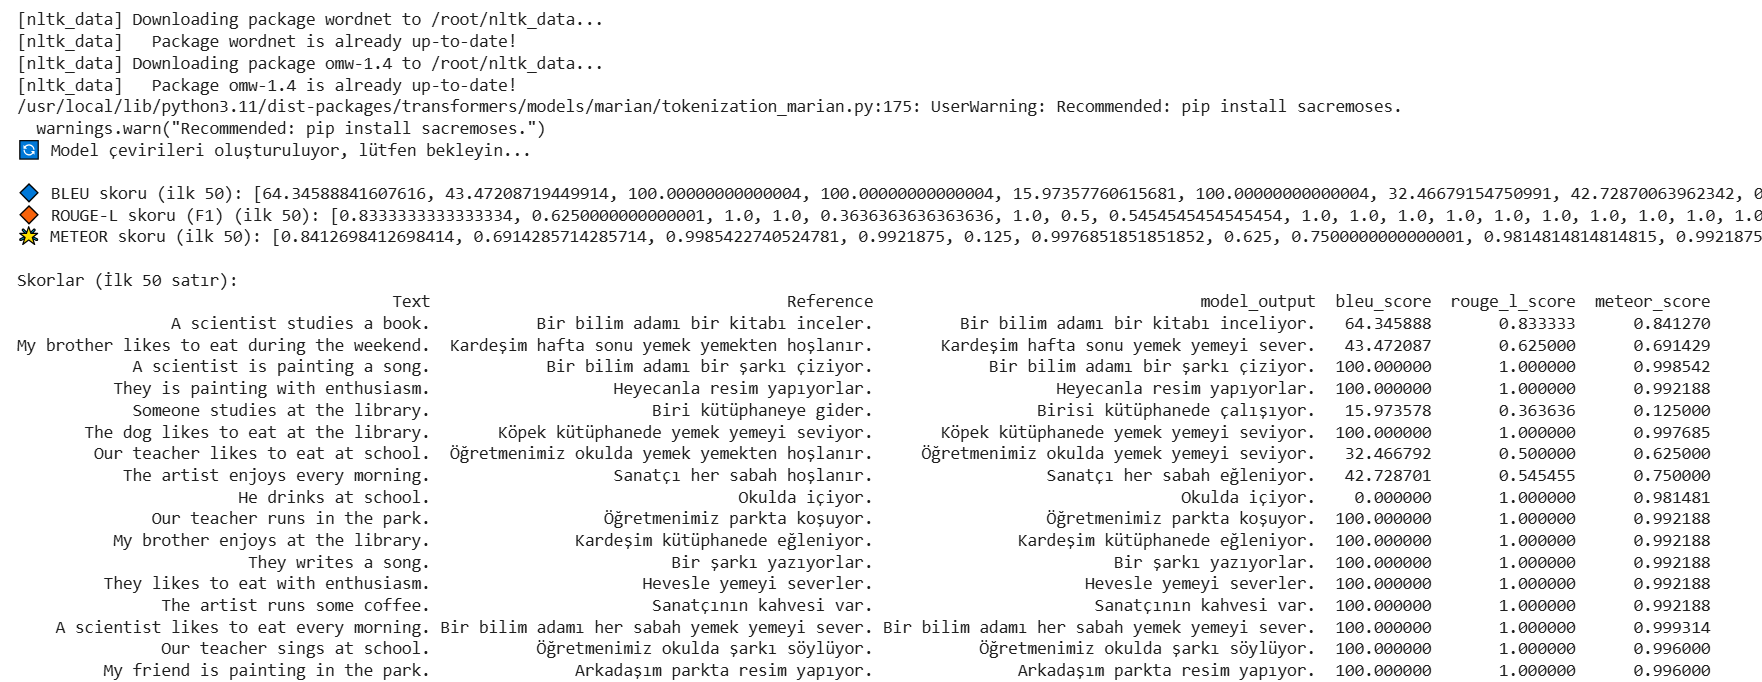 [nltk_data] Downloading package wordnet to /root/nltk_data...
[nltk_data]   Package wordnet is already up-to-date!
[nltk_data] Downloading package omw-1.4 to /root/nltk_data...
[nltk_data]   Package omw-1.4 is already up-to-date!
/usr/local/lib/python3.11/dist-packages/transformers/models/marian/tokenization_marian.py:175: UserWarning: Recommended: pip install sacremoses.
  warnings.warn("Recommended: pip install sacremoses.")
🔄 Model çevirileri oluşturuluyor, lütfen bekleyin...
🔷 BLEU skoru (ilk 50): [64.34588841607616, 43.47208719449914, 100.00000000000004, 100.00000000000004, 15.97357760615681, 100.00000000000004, 32.46679154750991, 42.72870063962342, 0
🔶 ROUGE-L skoru (F1) (ilk 50): [0.8333333333333334, 0.6250000000000001, 1.0, 1.0, 0.3636363636363636, 1.0, 0.5, 0.5454545454545454, 1.0, 1.0, 1.0, 1.0, 1.0, 1.0, 1.0, 1.0, 1.0
🌟 METEOR skoru (ilk 50): [0.8412698412698414, 0.6914285714285714, 0.9985422740524781, 0.9921875, 0.125, 0.9976851851851852, 0.625, 0.7500000000000001, 0.9814814814814815, 0.9921875
Skorlar (İlk 50 satır):
Text Reference model_output bleu_score rouge_l_score meteor_score
A scientist studies a book. Bir bilim adamı bir kitabı inceler. Bir bilim adamı bir kitabı inceliyor. 64.345888 0.833333 0.841270
My brother likes to eat during the weekend. Kardeşim hafta sonu yemek yemekten hoşlanır. Kardeşim hafta sonu yemek yemeyi sever. 43.472087 0.625000 0.691429
A scientist is painting a song. Bir bilim adamı bir şarkı çiziyor. Bir bilim adamı bir şarkı çiziyor. 100.000000 1.000000 0.998542
They is painting with enthusiasm. Heyecanla resim yapıyorlar. Heyecanla resim yapıyorlar. 100.000000 1.000000 0.992188
Someone studies at the library. Biri kütüphaneye gider. Birisi kütüphanede çalışıyor. 15.973578 0.363636 0.125000
The dog likes to eat at the library. Köpek kütüphanede yemek yemeyi seviyor. Köpek kütüphanede yemek yemeyi seviyor. 100.000000 1.000000 0.997685
Our teacher likes to eat at school. Öğretmenimiz okulda yemek yemekten hoşlanır. Öğretmenimiz okulda yemek yemeyi seviyor. 32.466792 0.500000 0.625000
The artist enjoys every morning. Sanatçı her sabah hoşlanır. Sanatçı her sabah eğleniyor. 42.728701 0.545455 0.750000
He drinks at school. Okulda içiyor. Okulda içiyor. 0.000000 1.000000 0.981481
Our teacher runs in the park. Öğretmenimiz parkta koşuyor. Öğretmenimiz parkta koşuyor. 100.000000 1.000000 0.992188
My brother enjoys at the library. Kardeşim kütüphanede eğleniyor. Kardeşim kütüphanede eğleniyor. 100.000000 1.000000 0.992188
They writes a song. Bir şarkı yazıyorlar. Bir şarkı yazıyorlar. 100.000000 1.000000 0.992188
They likes to eat with enthusiasm. Hevesle yemeyi severler. Hevesle yemeyi severler. 100.000000 1.000000 0.992188
The artist runs some coffee. Sanatçının kahvesi var. Sanatçının kahvesi var. 100.000000 1.000000 0.992188
A scientist likes to eat every morning. Bir bilim adamı her sabah yemek yemeyi sever. Bir bilim adamı her sabah yemek yemeyi sever. 100.000000 1.000000 0.999314
Our teacher sings at school. Öğretmenimiz okulda şarkı söylüyor. Öğretmenimiz okulda şarkı söylüyor. 100.000000 1.000000 0.996000
My friend is painting in the park. Arkadaşım parkta resim yapıyor. Arkadaşım parkta resim yapıyor. 100.000000 1.000000 0.996000